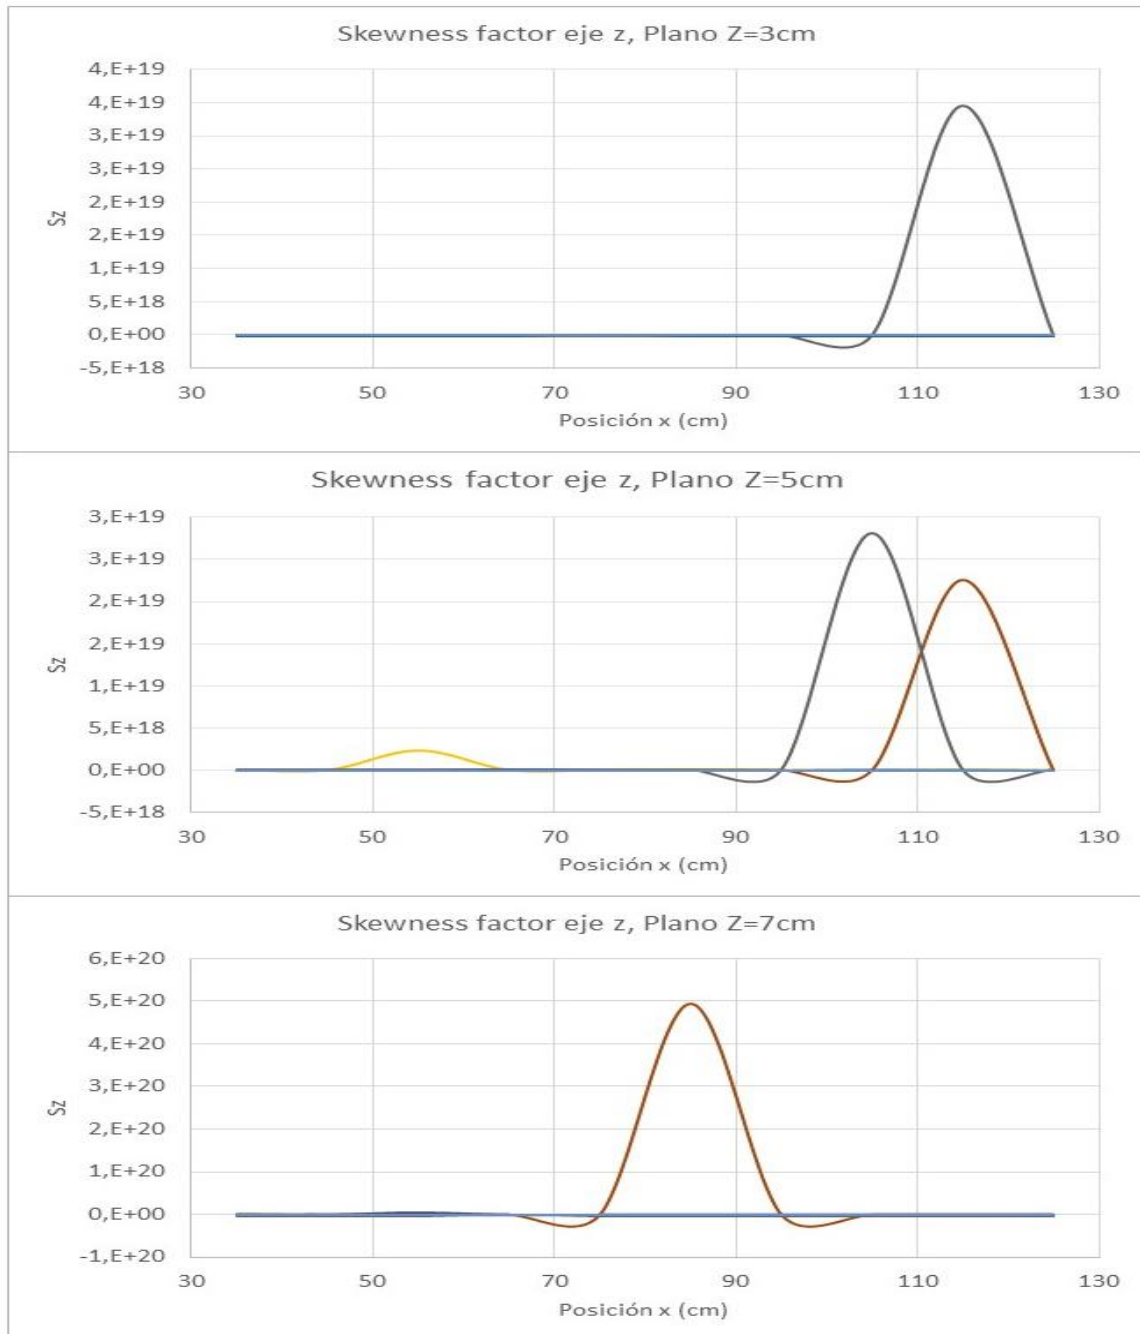 Skewness factor eje z, Plano Z=3cm
4,E+19
4,E+19
3,E+19
3,E+19
2,E+19
2,E+19
1,E+19
5,E+18
0,E+00
-5,E+18
Sz
30 50 70 90 110 130
Posición x (cm)
Skewness factor eje z, Plano Z=5cm
3,E+19
3,E+19
2,E+19
2,E+19
1,E+19
5,E+18
0,E+00
-5,E+18
Sz
30 50 70 90 110 130
Posición x (cm)
Skewness factor eje z, Plano Z=7cm
6,E+20
5,E+20
4,E+20
3,E+20
2,E+20
1,E+20
0,E+00
-1,E+20
Sz
30 50 70 90 110 130
Posición x (cm)